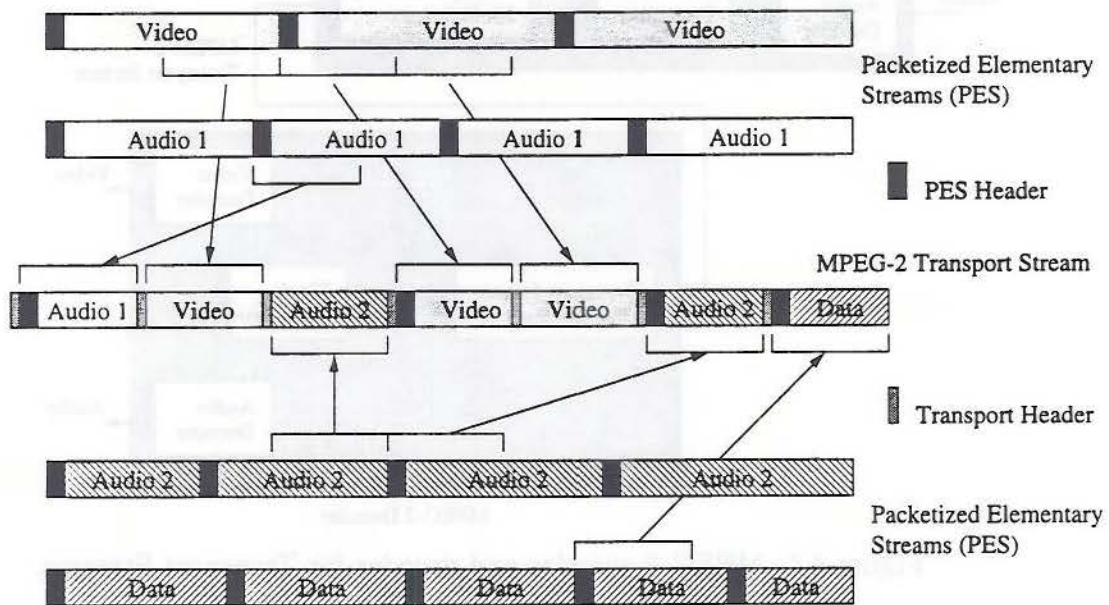 Video Video Video
Packetized Elementary
Streams (PES)
Audio 1 Audio 1 Audio 1 Audio 1
PES Header
MPEG-2 Transport Stream
Audio 1 Video Audio 2 Video Video Audio 2 Data
Transport Header
Audio 2 Audio 2 Audio 2 Audio 2
Packetized Elementary
Streams (PES)
Data Data Data Data Data